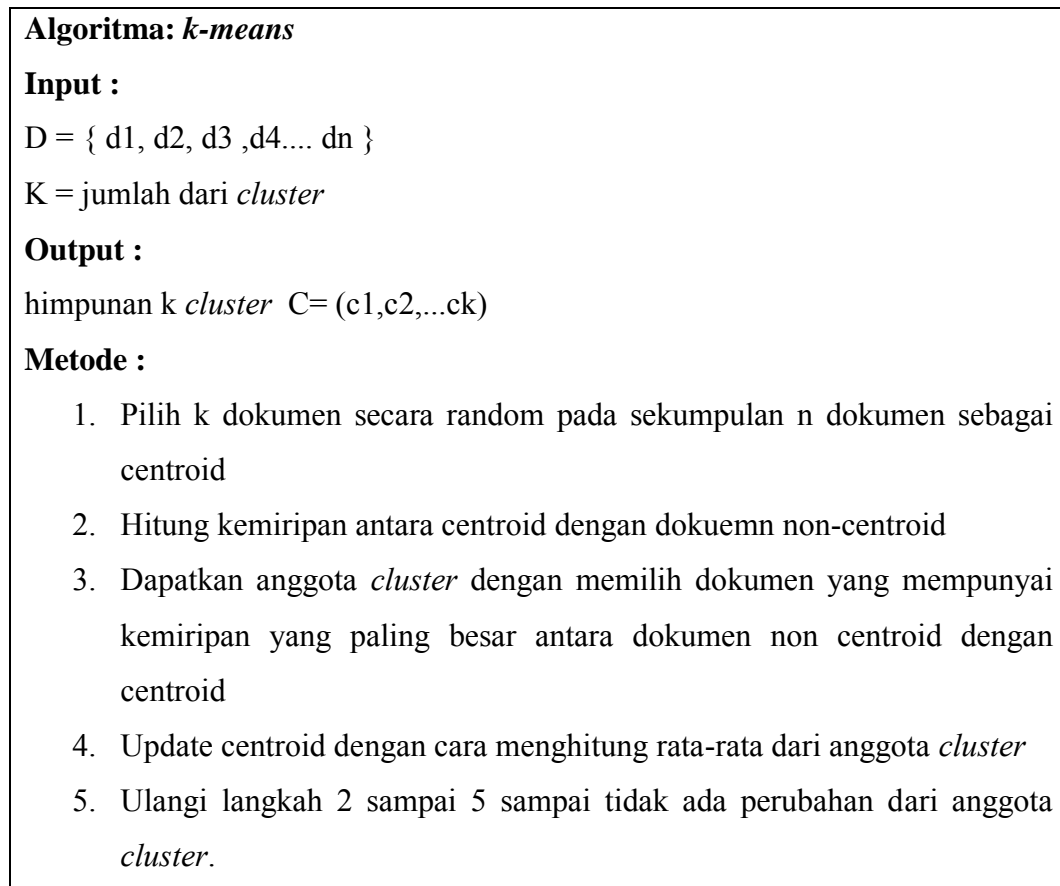 Algoritma: k-means
Input :
D = { d1, d2, d3 ,d4.... dn }
K = jumlah dari cluster
Output :
himpunan k cluster C= (c1,c2,...ck)
Metode :
1. Pilih k dokumen secara random pada sekumpulan n dokumen sebagai
centroid
2. Hitung kemiripan antara centroid dengan dokuemn non-centroid
3. Dapatkan anggota cluster dengan memilih dokumen yang mempunyai
kemiripan yang paling besar antara dokumen non centroid dengan
centroid
4. Update centroid dengan cara menghitung rata-rata dari anggota cluster
5. Ulangi langkah 2 sampai 5 sampai tidak ada perubahan dari anggota
cluster.